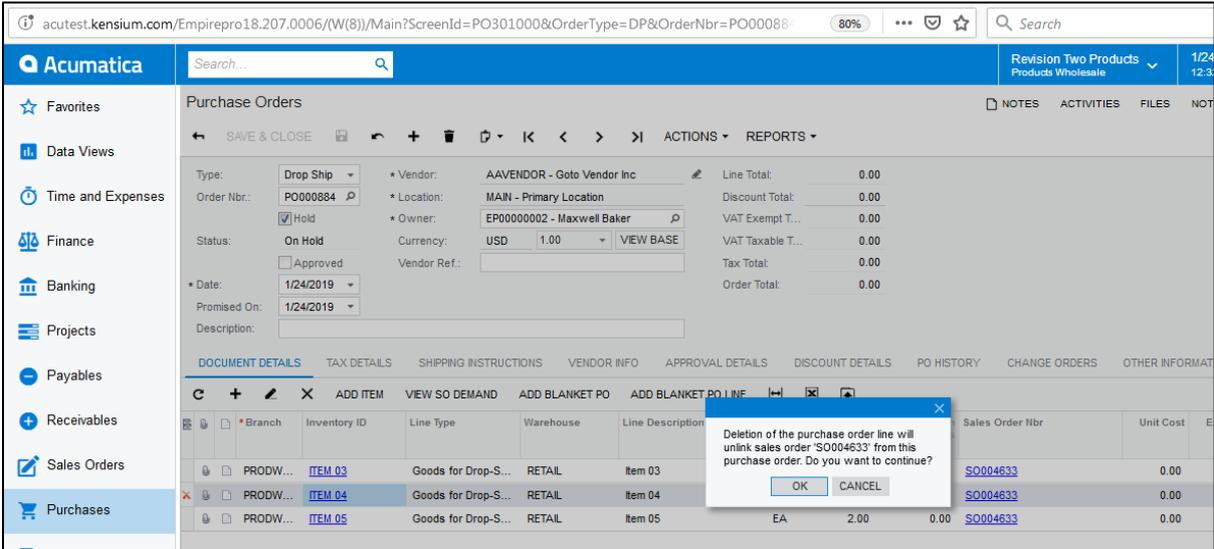 acutest.kensium.com/Empirepro18.207.0006/(W(8))/Main?ScreenId=PO3010000&OrderType=DP&OrderNbr=PO000884 80% Search
Acumatica Search... Revision Two Products 1/24
Products Wholesale 12:3
Favorites Purchase Orders NOTES ACTIVITIES FILES NOT
SAVE & CLOSE ACTIONS REPORTS
Data Views
Type: Drop Ship * Vendor: AAVENDOR - Goto Vendor Inc Line Total: 0.00
Time and Expenses Order Nbr.: PO000884 * Location: MAIN - Primary Location Discount Total: 0.00
Hold * Owner: EP00000002 - Maxwell Baker VAT Exempt T... 0.00
Finance Status: On Hold Currency: USD 1.00 VIEW BASE VAT Taxable T... 0.00
Approved Vendor Ref.: Tax Total: 0.00
Banking * Date: 1/24/2019 Order Total: 0.00
Promised On: 1/24/2019
Projects Description:
DOCUMENT DETAILS TAX DETAILS SHIPPING INSTRUCTIONS VENDOR INFO APPROVAL DETAILS DISCOUNT DETAILS PO HISTORY CHANGE ORDERS OTHER INFORMAT
Payables
ADD ITEM VIEW SO DEMAND ADD BLANKET PO ADD BLANKET PO LINE
Receivables * Branch Inventory ID Line Type Warehouse Line Description Sales Order Nbr Unit Cost E
Deletion of the purchase order line will
unlink sales order 'SO004633' from this
purchase order. Do you want to continue?
OK CANCEL
Sales Orders PRODW... ITEM 03 Goods for Drop-S... RETAIL Item 03 SO004633 0.00
PRODW... ITEM 04 Goods for Drop-S... RETAIL Item 04 SO004633 0.00
Purchases PRODW... ITEM 05 Goods for Drop-S... RETAIL Item 05 EA 2.00 0.00 SO004633 0.00